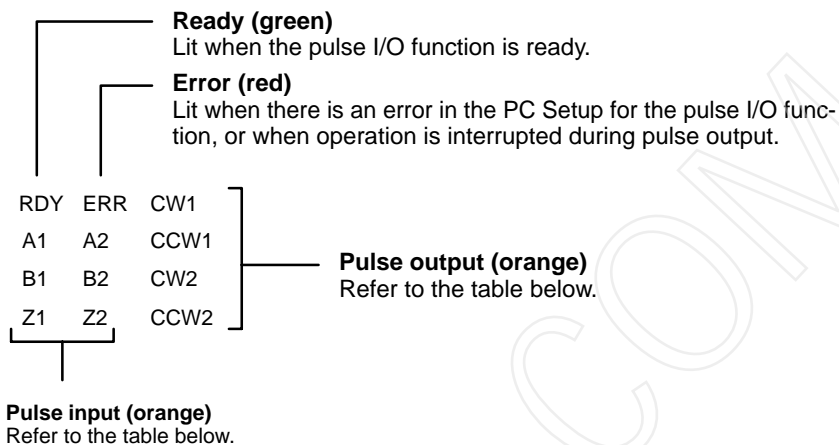 Ready (green)
Lit when the pulse I/O function is ready.
Error (red)
Lit when there is an error in the PC Setup for the pulse I/O func-
tion, or when operation is interrupted during pulse output.
RDY ERR CW1
A1 A2 CCW1
B1 B2 CW2
Z1 Z2 CCW2
Pulse output (orange)
Refer to the table below.
Pulse input (orange)
Refer to the table below.
COM